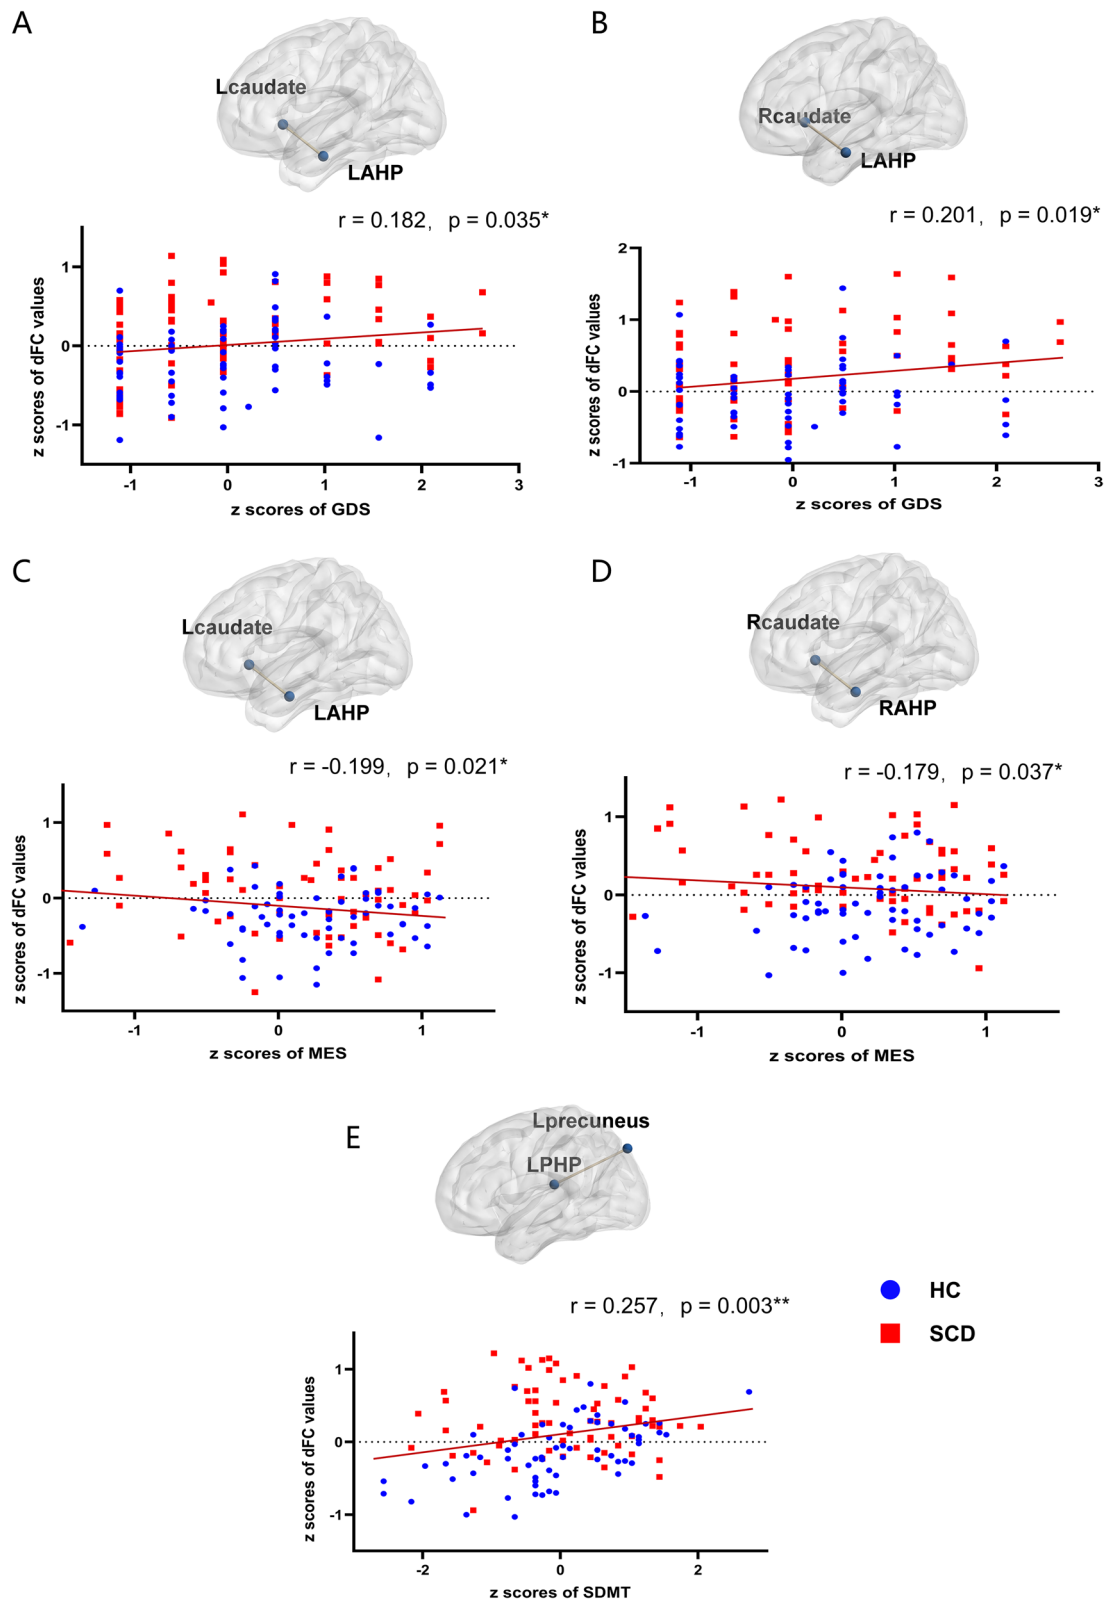 A
B
Lcaudate
LAHP
Rcaudate
LAHP
r = 0.182, p = 0.035*
r = 0.201, p = 0.019*
z scores of dFC values
1
0
-1
-1
0
1
2
3
z scores of GDS
z scores of dFC values
2
1
0
-1
-1
0
1
2
3
z scores of GDS
C
D
Lcaudate
LAHP
Rcaudate
RAHP
r = -0.199, p = 0.021*
r = -0.179, p = 0.037*
z scores of dFC values
1
0
-1
-1
0
1
z scores of MES
z scores of dFC values
1
0
-1
-1
0
1
z scores of MES
E
Lprecuneus
LPHP
r = 0.257, p = 0.003**
HC
SCD
z scores of dFC values
1
0
-1
-2
0
2
z scores of SDMT